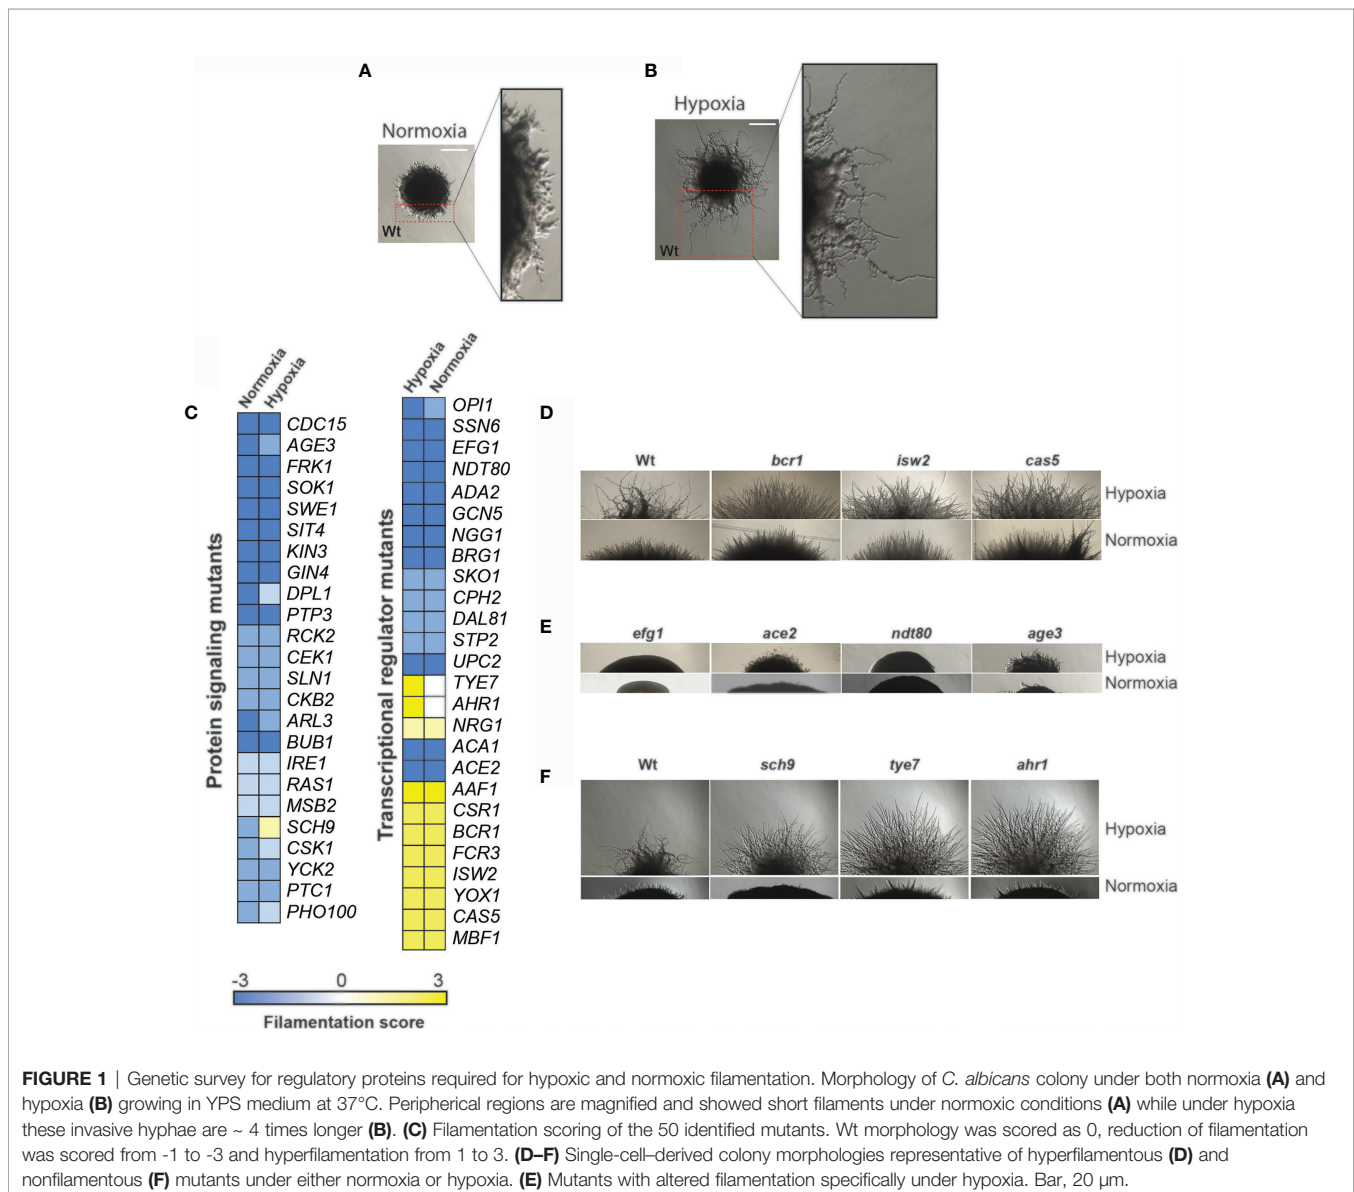 A
B
Normoxia
Wt
Hypoxia
Wt
C
Normoxia
Hypoxia
Protein signaling mutants
CDC15
AGE3
FRK1
SOK1
SWE1
SIT4
KIN3
GIN4
DPL1
PTP3
RCK2
CEK1
SLN1
CKB2
ARL3
BUB1
IRE1
RAS1
MSB2
SCH9
CSK1
YCK2
PTC1
PHO100
Hypoxia
Normoxia
Transcriptional regulator mutants
OPI1
SSN6
EFG1
NDT80
ADA2
GCN5
NGG1
BRG1
SKO1
CPH2
DAL81
STP2
UPC2
TYE7
AHR1
NRG1
ACA1
ACE2
AAF1
CSR1
BCR1
FCR3
ISW2
YOX1
CAS5
MBF1
-3 0 3
Filamentation score
D
Wt bcr1 isw2 cas5
Hypoxia
Normoxia
E
efg1 ace2 ndt80 age3
Hypoxia
Normoxia
F
Wt sch9 tye7 ahr1
Hypoxia
Normoxia
FIGURE 1 | Genetic survey for regulatory proteins required for hypoxic and normoxic filamentation. Morphology of C. albicans colony under both normoxia (A) and
hypoxia (B) growing in YPS medium at 37°C. Peripherical regions are magnified and showed short filaments under normoxic conditions (A) while under hypoxia
these invasive hyphae are ~ 4 times longer (B). (C) Filamentation scoring of the 50 identified mutants. Wt morphology was scored as 0, reduction of filamentation
was scored from -1 to -3 and hyperfilamentation from 1 to 3. (D–F) Single-cell–derived colony morphologies representative of hyperfilamentous (D) and
nonfilamentous (F) mutants under either normoxia or hypoxia. (E) Mutants with altered filamentation specifically under hypoxia. Bar, 20 µm.